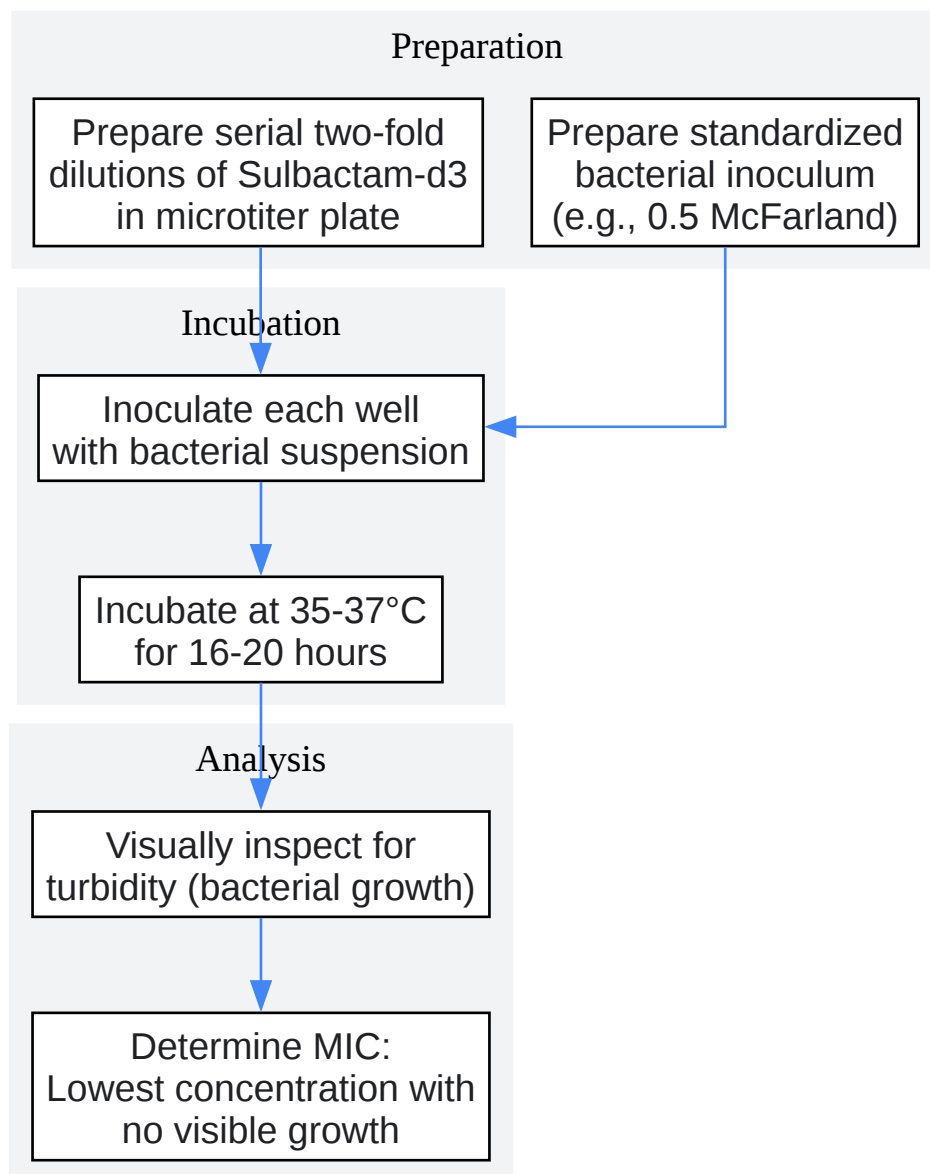 Preparation
Prepare serial two-fold
dilutions of Sulbactam-d3
in microtiter plate
Prepare standardized
bacterial inoculum
(e.g., 0.5 McFarland)
Incubation
Inoculate each well
with bacterial suspension
Incubate at 35-37°C
for 16-20 hours
Analysis
Visually inspect for
turbidity (bacterial growth)
Determine MIC:
Lowest concentration with
no visible growth